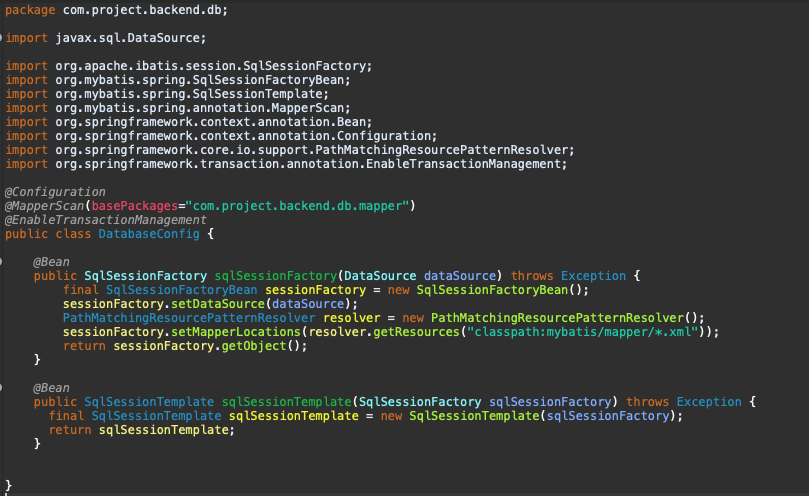 package com.project.backend.db;
import javax.sql.DataSource;
import org.apache.ibatis.session.SqlSessionFactory;
import org.mybatis.spring.SqlSessionFactoryBean;
import org.mybatis.spring.SqlSessionTemplate;
import org.mybatis.spring.annotation.MapperScan;
import org.springframework.context.annotation.Bean;
import org.springframework.context.annotation.Configuration;
import org.springframework.core.io.support.PathMatchingResourcePatternResolver;
import org.springframework.transaction.annotation.EnableTransactionManagement;
@Configuration
@MapperScan(basePackages="com.project.backend.db.mapper")
@EnableTransactionManagement
public class DatabaseConfig {
@Bean
public SqlSessionFactory sqlSessionFactory(DataSource dataSource) throws Exception {
final SqlSessionFactoryBean sessionFactory = new SqlSessionFactoryBean();
sessionFactory.setDataSource(dataSource);
PathMatchingResourcePatternResolver resolver = new PathMatchingResourcePatternResolver();
sessionFactory.setMapperLocations(resolver.getResources("classpath:mybatis/mapper/*.xml"));
return sessionFactory.getObject();
}
@Bean
public SqlSessionTemplate sqlSessionTemplate(SqlSessionFactory sqlSessionFactory) throws Exception {
final SqlSessionTemplate sqlSessionTemplate = new SqlSessionTemplate(sqlSessionFactory);
return sqlSessionTemplate;
}
}